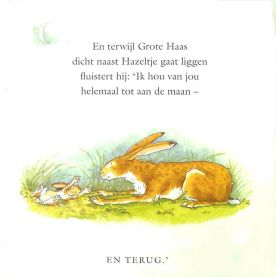 En terwijl Grote Haas
dicht naast Hazeltje gaat liggen
fluistert hij: ‘Ik hou van jou
helemaal tot aan de maan –
EN TERUG.’